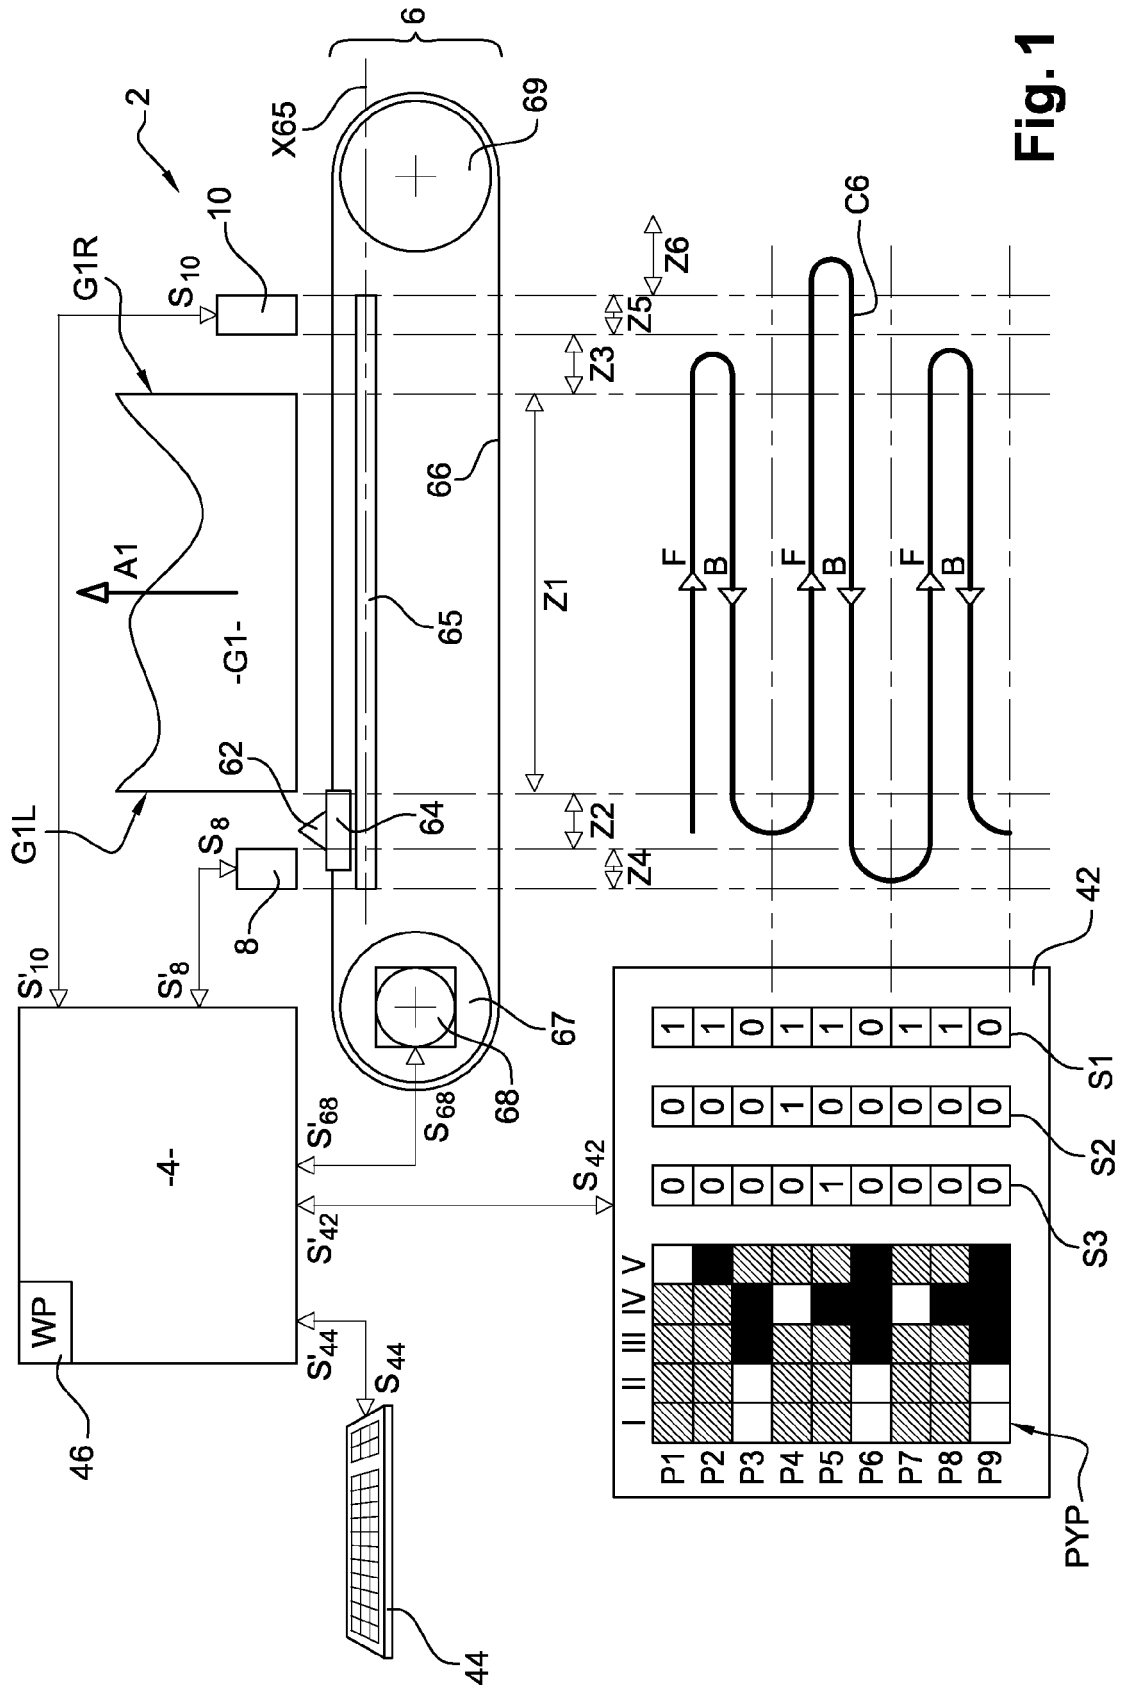 G1L
G1R
2
S'10
WP
46
-4-
A1
S10
10
S'8
S8
8
62
-G1-
X65
S'44
S'42
S'68
S44
S68
6
44
68
67
64
65
66
69
Z1
S42
Z2
Z3
Z4
Z5
Z6
I II III IV V
P1 0 0 1
P2 0 0 1
P3 0 0 0
P4 0 1 1
P5 1 0 1
P6 0 0 0
P7 0 0 1
P8 0 0 1
P9 0 0 0
F
B
F
B
F
B
C6
PYP
S3
S2
S1
42
Fig. 1